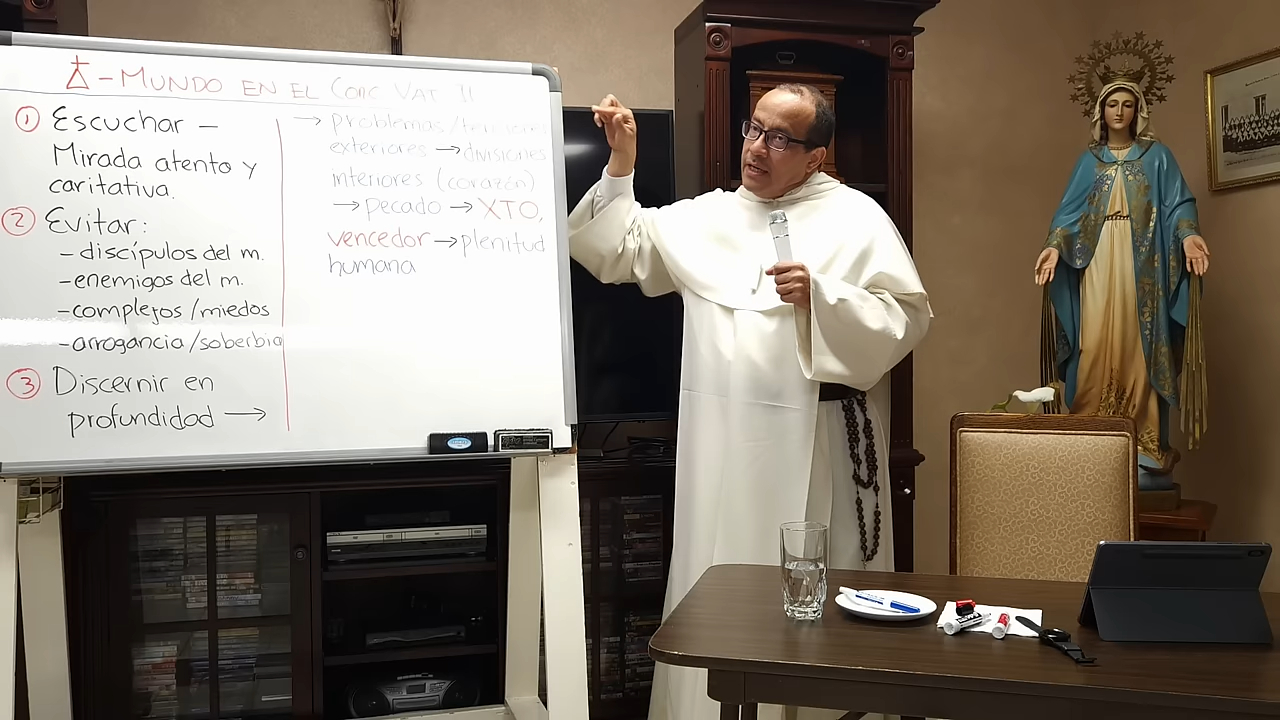 - MUNDO EN EL CONC VAT II
1 Escuchar -
Mirada atenta y
caritativa.
2 Evitar:
- discípulos del m.
- enemigos del m.
- complejos / miedos
- arrogancia / soberbia
3 Discernir en
profundidad →
→ problemas / tensiones
exteriores → divisiones
interiores (corazón)
→ pecado → XTO,
vencedor → plenitud
humana